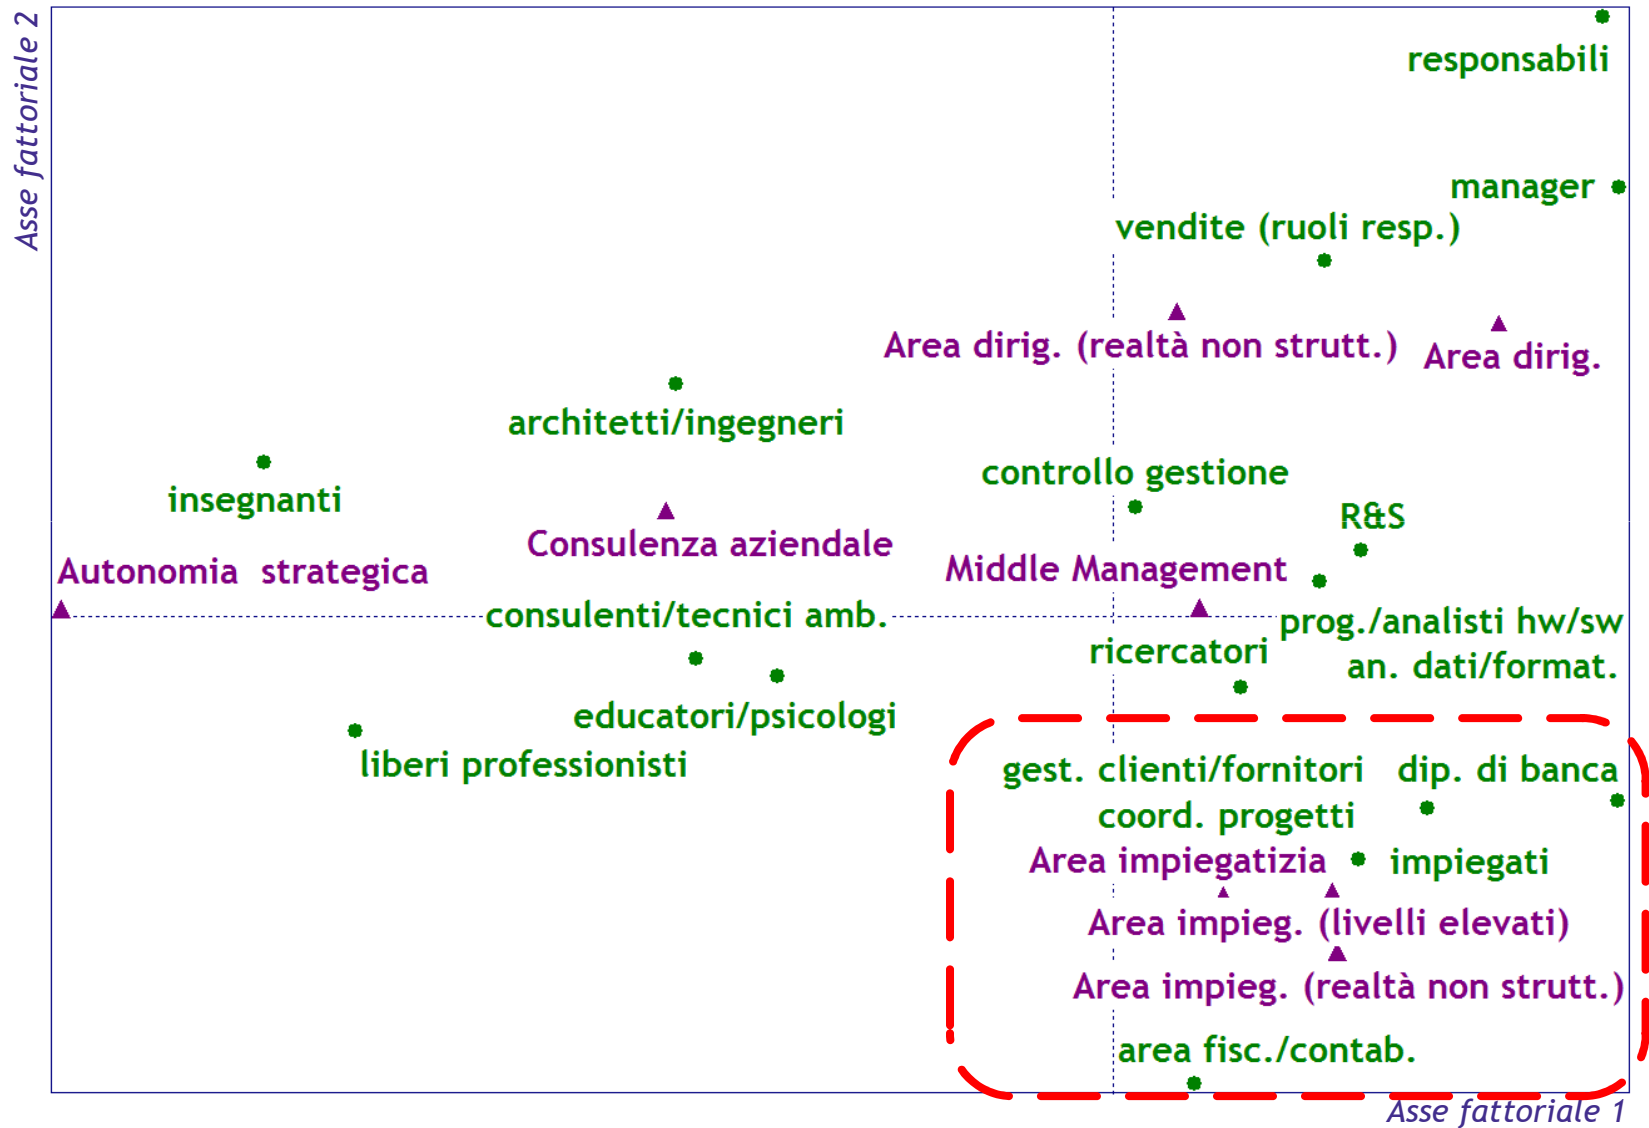 Asse fattoriale 2
responsabili
manager
vendite (ruoli resp.)
Area dirig. (realtà non strutt.)
Area dirig.
architetti/ingegneri
controllo gestione
insegnanti
R&S
Consulenza aziendale
Autonomia strategica
Middle Management
consulenti/tecnici amb.
prog./analisti hw/sw
ricercatori
an. dati/format.
educatori/psicologi
liberi professionisti
gest. clienti/fornitori
dip. di banca
coord. progetti
Area impiegatizia
impiegati
Area impieg. (livelli elevati)
Area impieg. (realtà non strutt.)
area fisc./contab.
Asse fattoriale 1